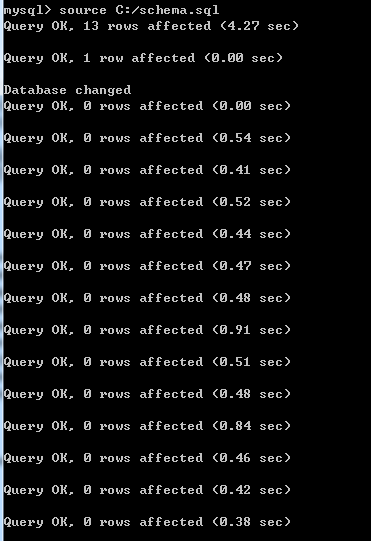 mysql> source C:/schema.sql
Query OK, 13 rows affected (4.27 sec)
Query OK, 1 row affected (0.00 sec)
Database changed
Query OK, 0 rows affected (0.00 sec)
Query OK, 0 rows affected (0.54 sec)
Query OK, 0 rows affected (0.41 sec)
Query OK, 0 rows affected (0.52 sec)
Query OK, 0 rows affected (0.44 sec)
Query OK, 0 rows affected (0.47 sec)
Query OK, 0 rows affected (0.48 sec)
Query OK, 0 rows affected (0.91 sec)
Query OK, 0 rows affected (0.51 sec)
Query OK, 0 rows affected (0.48 sec)
Query OK, 0 rows affected (0.84 sec)
Query OK, 0 rows affected (0.46 sec)
Query OK, 0 rows affected (0.42 sec)
Query OK, 0 rows affected (0.38 sec)